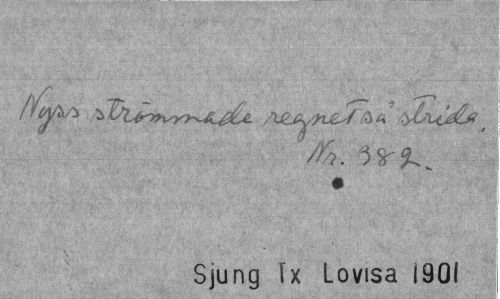 Nyss strömmade regnet så strida.
Nr. 382.
Sjung Tx Lovisa 1901